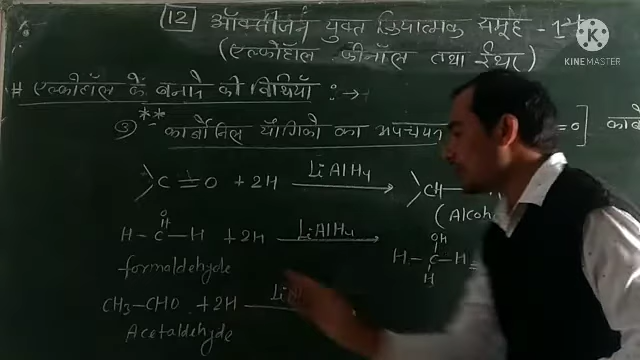 12 ऑक्सीजन युक्त क्रियात्मक समूह - 1
(एल्कोहॉल फीनॉल तथा ईथर)
# एल्कोहॉल के बनाने की विधियाँ :→
③ ** कार्बोनिल यौगिको का अपचयन =O]
>C=O + 2H LiAlH4 → >CH—
(Alcoh
O
H-C-H + 2H LiAlH4 → OH
H-C-H =
H
formaldehyde
CH3-CHO + 2H Li
Acetaldehyde
K
KINEMASTER